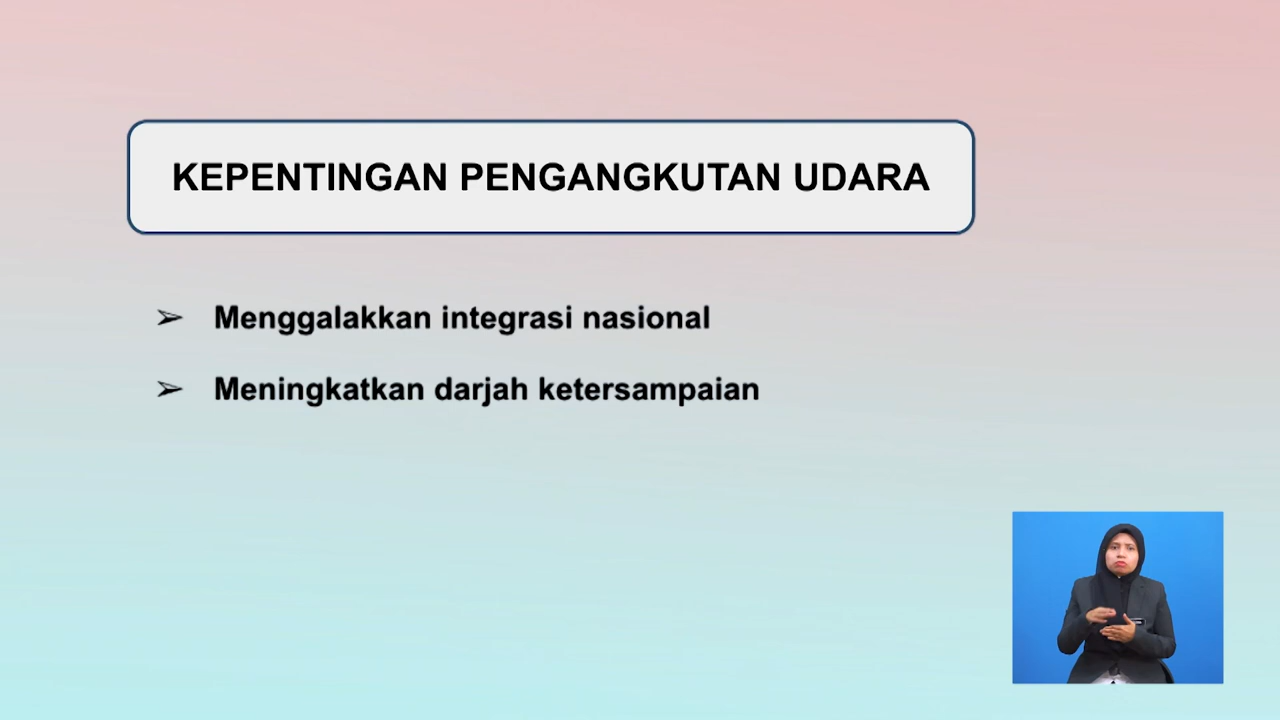 KEPENTINGAN PENGANGKUTAN UDARA
➢ Menggalakkan integrasi nasional
➢ Meningkatkan darjah ketersampaian